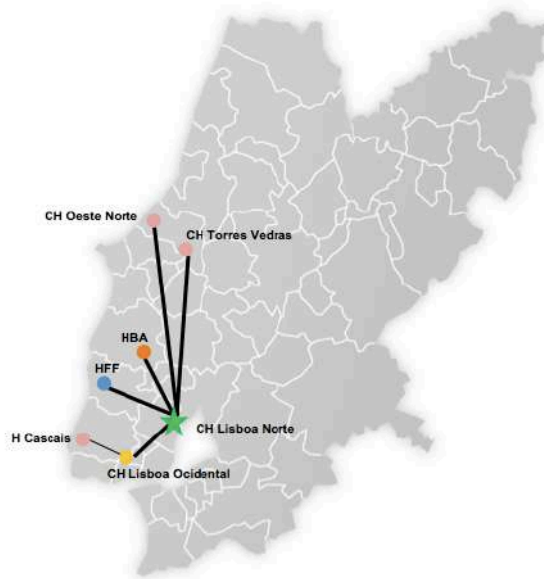 CH Oeste Norte
CH Torres Vedras
HBA
HFF
CH Lisboa Norte
H Cascais
CH Lisboa Ocidental